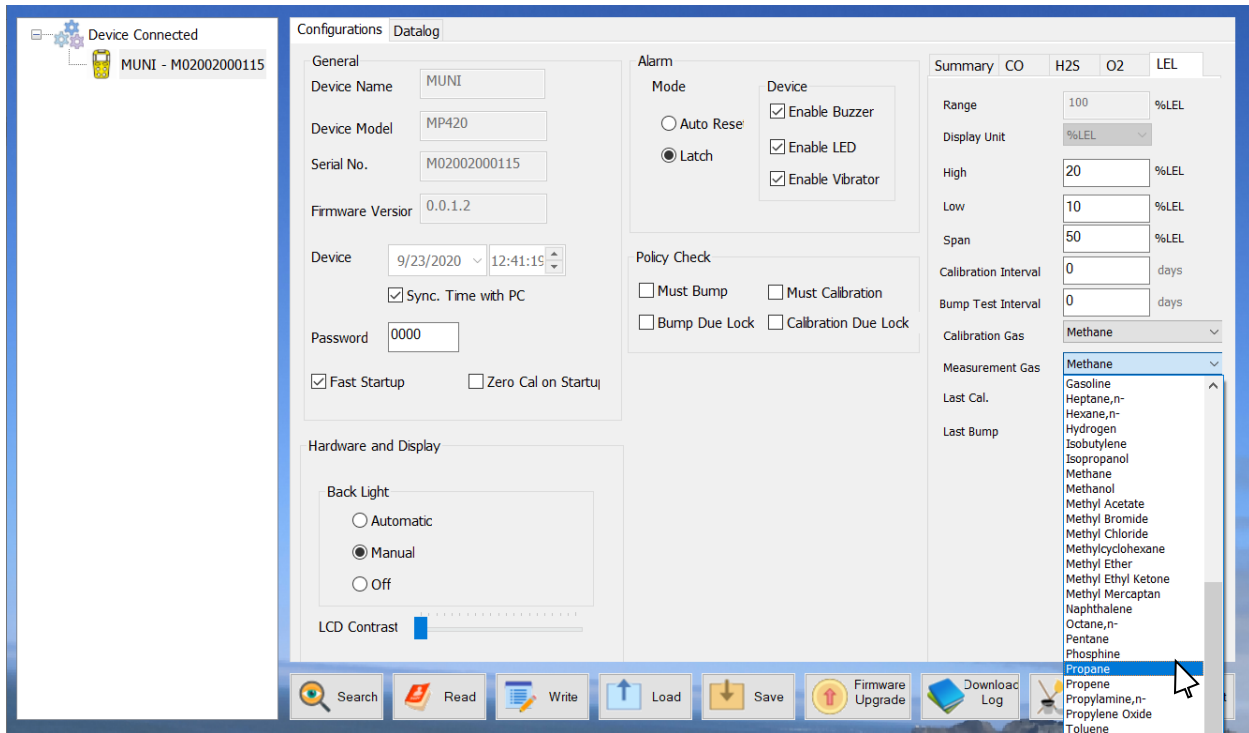 Device Connected
MUNI - M02002000115
Configurations Datalog
General
Device Name MUNI
Device Model MP420
Serial No. M02002000115
Firmware Versior 0.0.1.2
Device 9/23/2020 12:41:19
Sync. Time with PC
Password 0000
Fast Startup Zero Cal on Startu
Hardware and Display
Back Light
Automatic
Manual
Off
LCD Contrast
Alarm
Mode
Auto Rese
Latch
Device
Enable Buzzer
Enable LED
Enable Vibrator
Policy Check
Must Bump Must Calibration
Bump Due Lock Calibration Due Lock
Summary CO H2S O2 LEL
Range 100 %LEL
Display Unit %LEL
High 20 %LEL
Low 10 %LEL
Span 50 %LEL
Calibration Interval 0 days
Bump Test Interval 0 days
Calibration Gas Methane
Measurement Gas Methane
Last Cal.
Last Bump
Gasoline
Heptane,n-
Hexane,n-
Hydrogen
Isobutylene
Isopropanol
Methane
Methanol
Methyl Acetate
Methyl Bromide
Methyl Chloride
Methylcyclohexane
Methyl Ether
Methyl Ethyl Ketone
Methyl Mercaptan
Naphthalene
Octane,n-
Pentane
Phosphine
Propane
Propene
Propylamine,n-
Propylene Oxide
Toluene
Search Read Write Load Save Firmware Upgrade Downloac Log